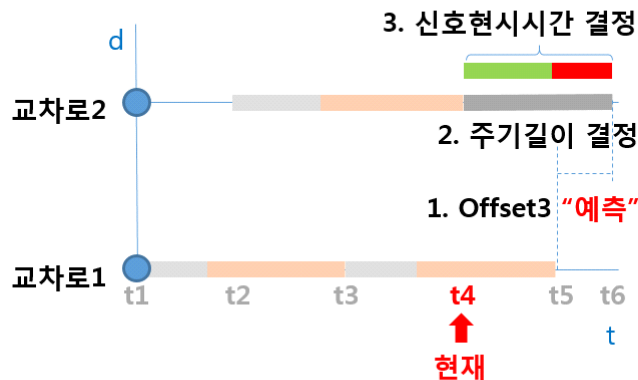 3. 신호현시시간 결정
d
교차로2
2. 주기길이 결정
1. Offset3 “예측”
교차로1
t1 t2 t3 t4 t5 t6
t
현재